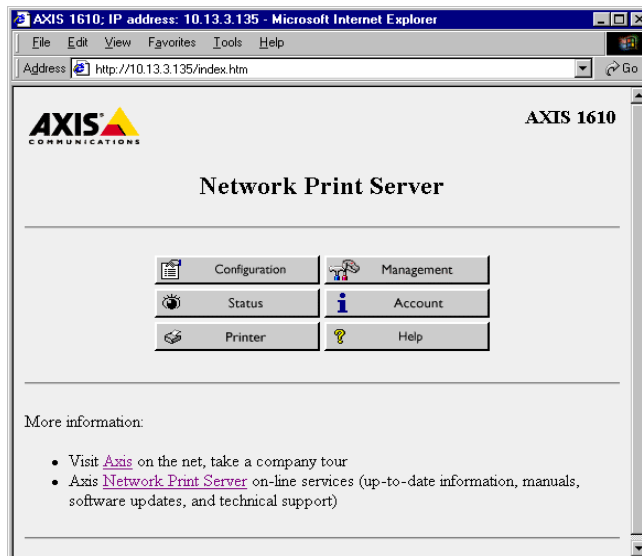 AXIS 1610; IP address: 10.13.3.135 - Microsoft Internet Explorer
File Edit View Favorites Tools Help
Address http://10.13.3.135/index.htm Go
AXIS
COMMUNICATIONS
AXIS 1610
Network Print Server
Configuration Management
Status Account
Printer Help
More information:
• Visit Axis on the net, take a company tour
• Axis Network Print Server on-line services (up-to-date information, manuals,
software updates, and technical support)